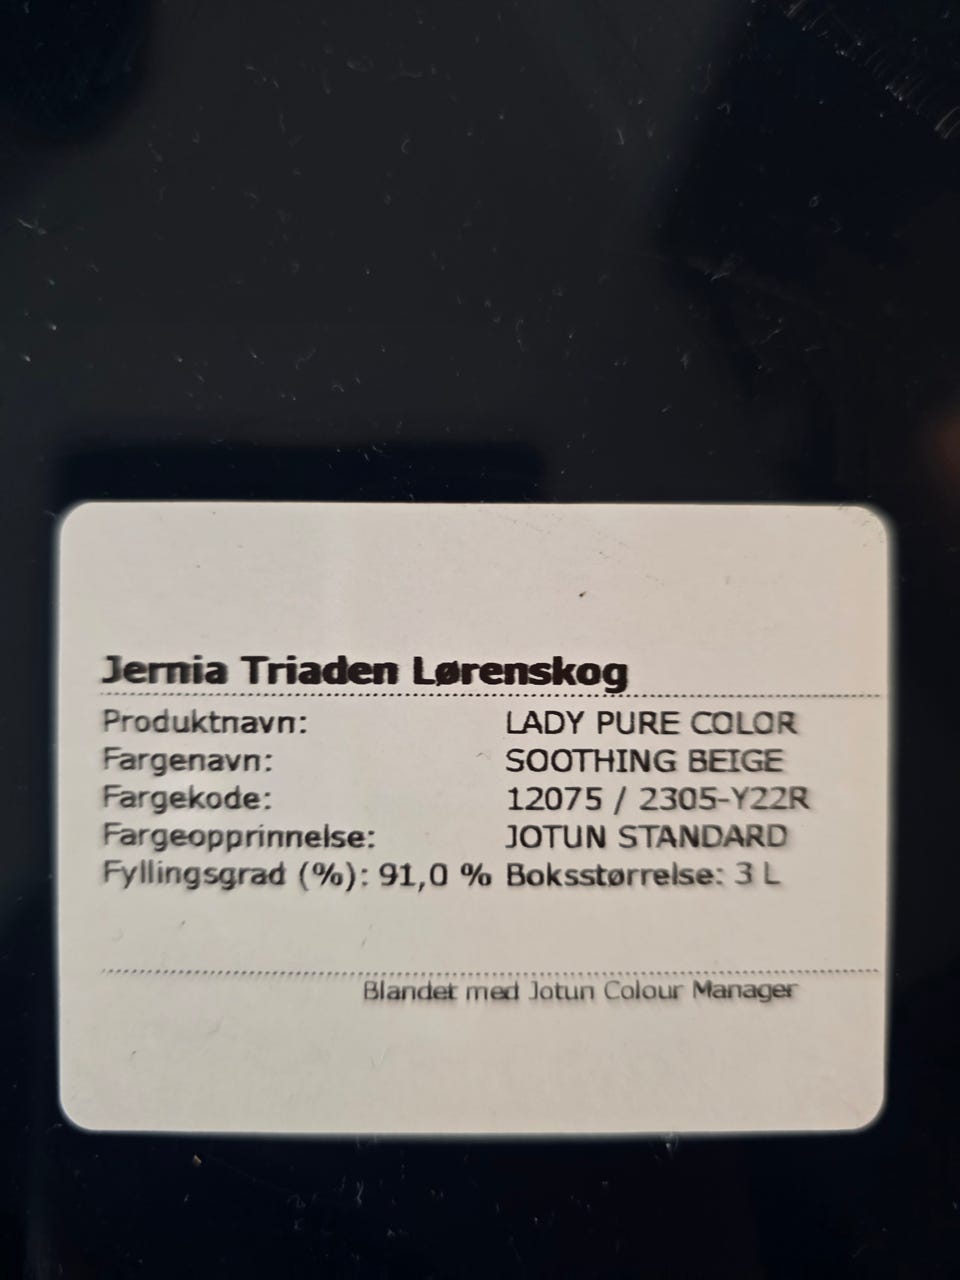 Jernia Triaden Lørenskog
Produktnavn: LADY PURE COLOR
Fargenavn: SOOTHING BEIGE
Fargekode: 12075 / 2305-Y22R
Fargeopprinnelse: JOTUN STANDARD
Fyllingsgrad (%): 91,0 % Boksstørrelse: 3 L
Blandet med Jotun Colour Manager